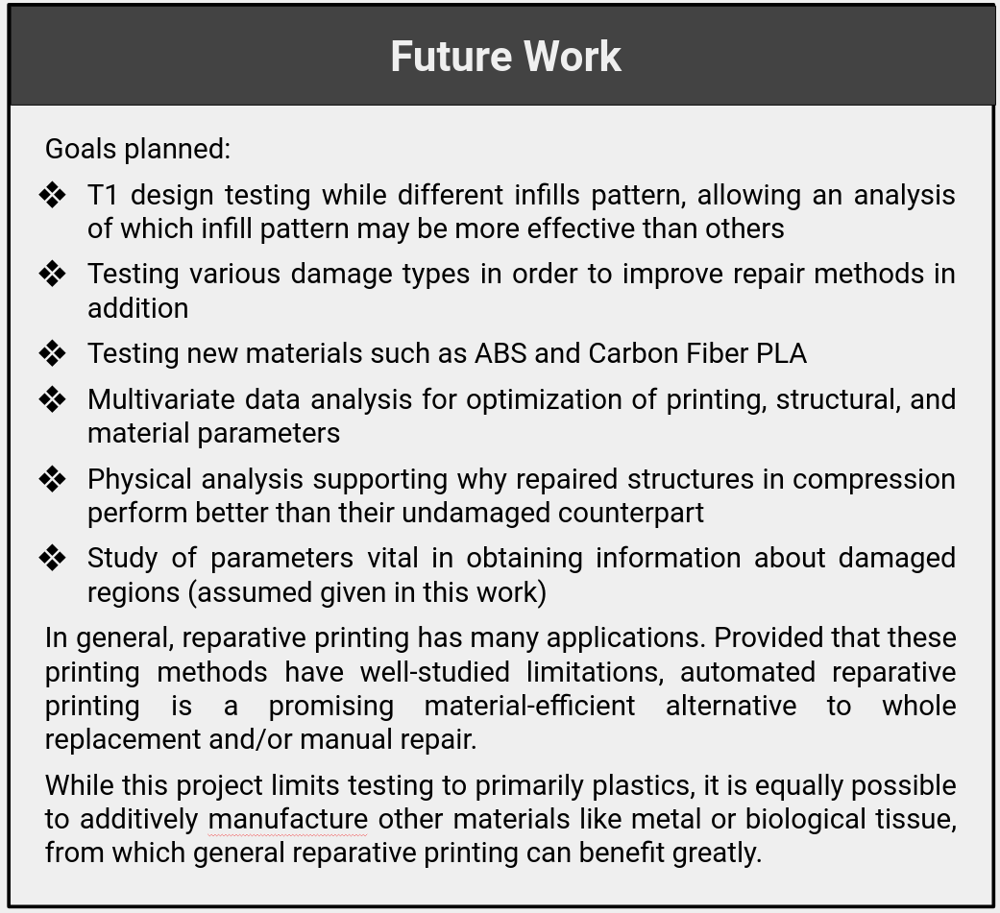 Future Work
Goals planned:
❖ T1 design testing while different infills pattern, allowing an analysis
of which infill pattern may be more effective than others
❖ Testing various damage types in order to improve repair methods in
addition
❖ Testing new materials such as ABS and Carbon Fiber PLA
❖ Multivariate data analysis for optimization of printing, structural, and
material parameters
❖ Physical analysis supporting why repaired structures in compression
perform better than their undamaged counterpart
❖ Study of parameters vital in obtaining information about damaged
regions (assumed given in this work)
In general, reparative printing has many applications. Provided that these
printing methods have well-studied limitations, automated reparative
printing is a promising material-efficient alternative to whole
replacement and/or manual repair.
While this project limits testing to primarily plastics, it is equally possible
to additively manufacture other materials like metal or biological tissue,
from which general reparative printing can benefit greatly.